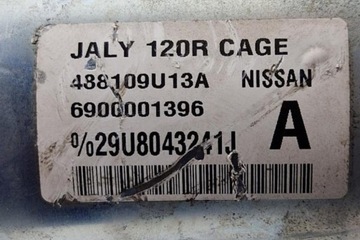 JALY 120R CAGE
488109U13A NISSAN
6900001396 A
%29U8043241J